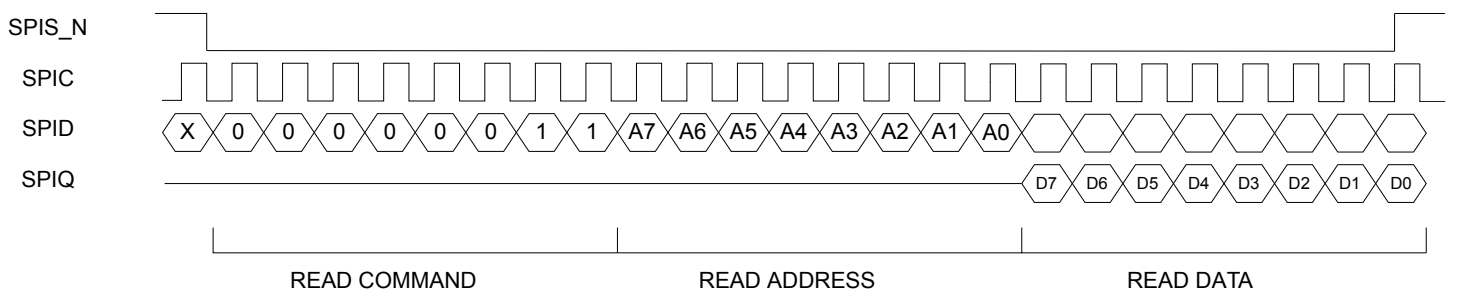 SPIS_N
SPIC
SPID X 0 0 0 0 0 0 1 1 A7 A6 A5 A4 A3 A2 A1 A0
SPIQ D7 D6 D5 D4 D3 D2 D1 D0
READ COMMAND READ ADDRESS READ DATA